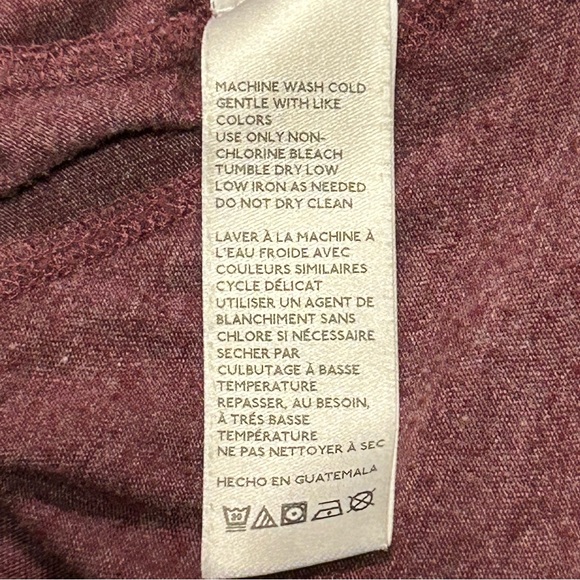 MACHINE WASH COLD
GENTLE WITH LIKE
COLORS
USE ONLY NON-
CHLORINE BLEACH
TUMBLE DRY LOW
LOW IRON AS NEEDED
DO NOT DRY CLEAN
LAVER À LA MACHINE À
L'EAU FROIDE AVEC
COULEURS SIMILAIRES
CYCLE DÉLICAT
UTILISER UN AGENT DE
BLANCHIMENT SANS
CHLORE SI NÉCESSAIRE
SECHER PAR
CULBUTAGE À BASSE
TEMPERATURE
REPASSER, AU BESOIN,
À TRÉS BASSE
TEMPÉRATURE
NE PAS NETTOYER À SEC
HECHO EN GUATEMALA
30